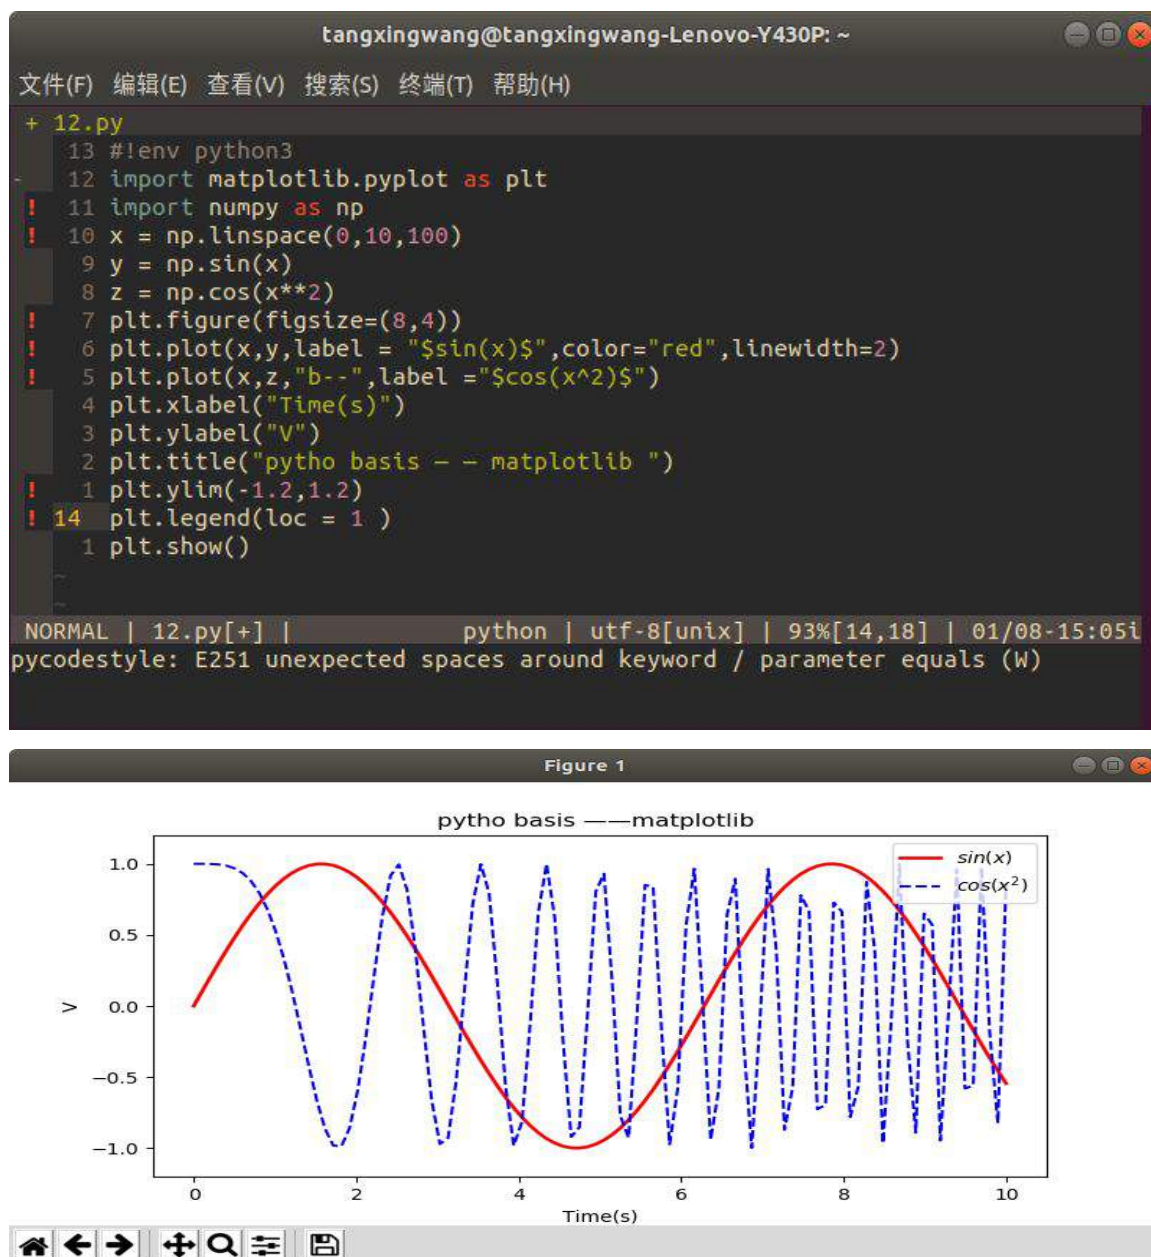 tangxingwang@tangxingwang-Lenovo-Y430P: ~
文件(F) 编辑(E) 查看(V) 搜索(S) 终端(T) 帮助(H)
+ 12.py
13 #!env python3
- 12 import matplotlib.pyplot as plt
! 11 import numpy as np
! 10 x = np.linspace(0,10,100)
9 y = np.sin(x)
8 z = np.cos(x**2)
! 7 plt.figure(figsize=(8,4))
! 6 plt.plot(x,y,label = "$sin(x)$",color="red",linewidth=2)
! 5 plt.plot(x,z,"b--",label ="$cos(x^2)$")
4 plt.xlabel("Time(s)")
3 plt.ylabel("V")
2 plt.title("pytho basis — — matplotlib ")
! 1 plt.ylim(-1.2,1.2)
! 14 plt.legend(loc = 1 )
1 plt.show()
~
~
NORMAL | 12.py[+] | python | utf-8[unix] | 93%[14,18] | 01/08-15:05i
pycodestyle: E251 unexpected spaces around keyword / parameter equals (W)
Figure 1
pytho basis ——matplotlib
sin(x)
cos(x²)
1.0
0.5
0.0
−0.5
−1.0
V
0 2 4 6 8 10
Time(s)